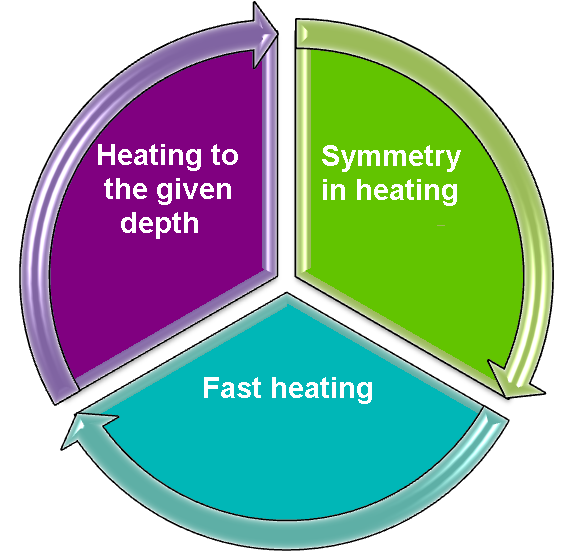 Heating to
the given
depth
Symmetry
in heating
Fast heating